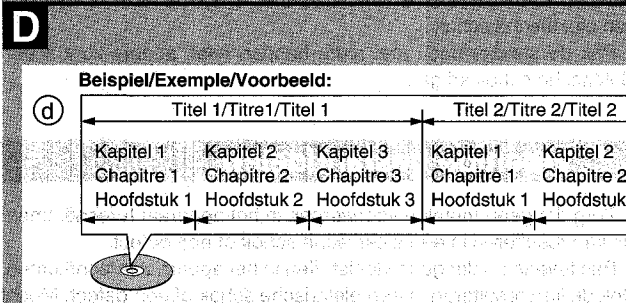 D
Beispiel/Exemple/Voorbeeld:
d
Titel 1/Titre1/Titel 1 Titel 2/Titre 2/Titel 2
Kapitel 1 Kapitel 2 Kapitel 3 Kapitel 1 Kapitel 2
Chapitre 1 Chapitre 2 Chapitre 3 Chapitre 1 Chapitre 2
Hoofdstuk 1 Hoofdstuk 2 Hoofdstuk 3 Hoofdstuk 1 Hoofdstuk